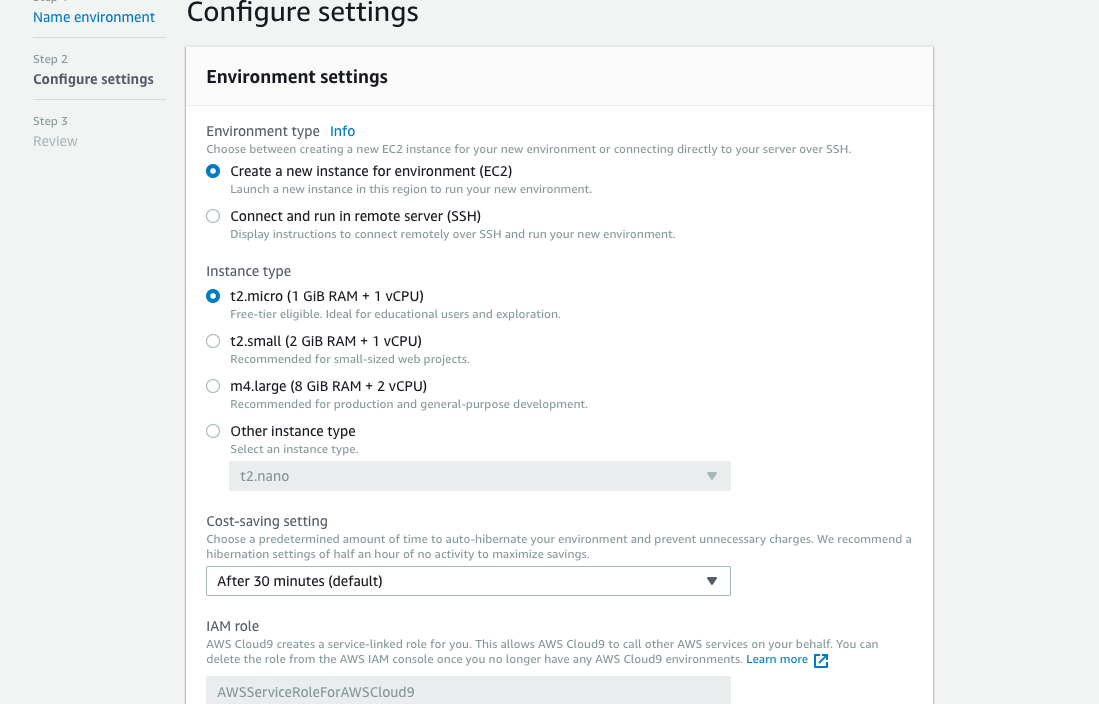 Configure settings
Name environment
Step 2
Configure settings
Step 3
Review
Environment settings
Environment type Info
Choose between creating a new EC2 instance for your new environment or connecting directly to your server over SSH.
Create a new instance for environment (EC2)
Launch a new instance in this region to run your new environment.
Connect and run in remote server (SSH)
Display instructions to connect remotely over SSH and run your new environment.
Instance type
t2.micro (1 GiB RAM + 1 vCPU)
Free-tier eligible. Ideal for educational users and exploration.
t2.small (2 GiB RAM + 1 vCPU)
Recommended for small-sized web projects.
m4.large (8 GiB RAM + 2 vCPU)
Recommended for production and general-purpose development.
Other instance type
Select an instance type.
t2.nano
Cost-saving setting
Choose a predetermined amount of time to auto-hibernate your environment and prevent unnecessary charges. We recommend a
hibernation settings of half an hour of no activity to maximize savings.
After 30 minutes (default)
IAM role
AWS Cloud9 creates a service-linked role for you. This allows AWS Cloud9 to call other AWS services on your behalf. You can
delete the role from the AWS IAM console once you no longer have any AWS Cloud9 environments. Learn more
AWSServiceRoleForAWSCloud9